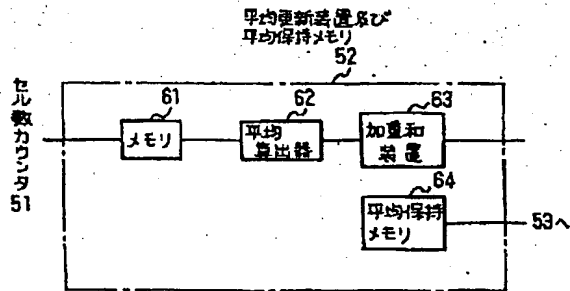 平均更新装置及び
平均保持メモリ
52
セル数カウンタ51
61
メモリ
62
平均
算出器
63
加重和
装置
64
平均保持
メモリ
53へ